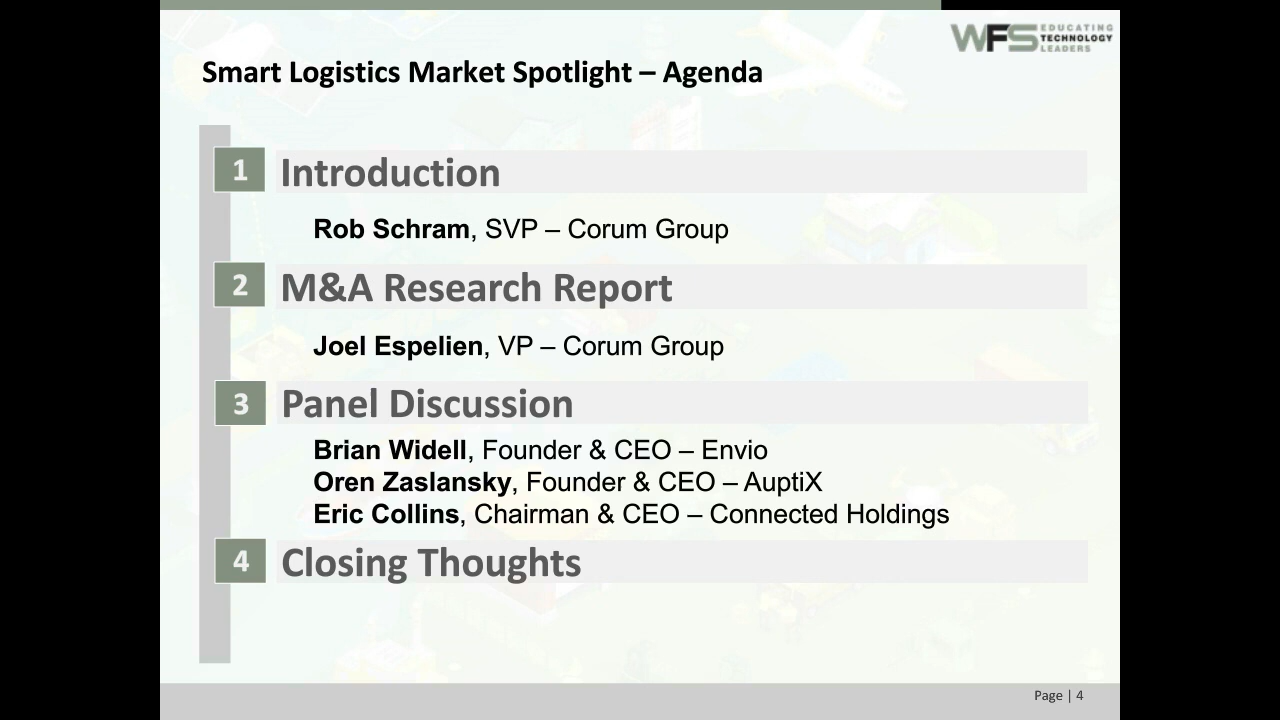 WFS EDUCATING
TECHNOLOGY
LEADERS
Smart Logistics Market Spotlight – Agenda
1 Introduction
Rob Schram, SVP – Corum Group
2 M&A Research Report
Joel Espelien, VP – Corum Group
3 Panel Discussion
Brian Widell, Founder & CEO – Envio
Oren Zaslansky, Founder & CEO – AuptiX
Eric Collins, Chairman & CEO – Connected Holdings
4 Closing Thoughts
Page | 4